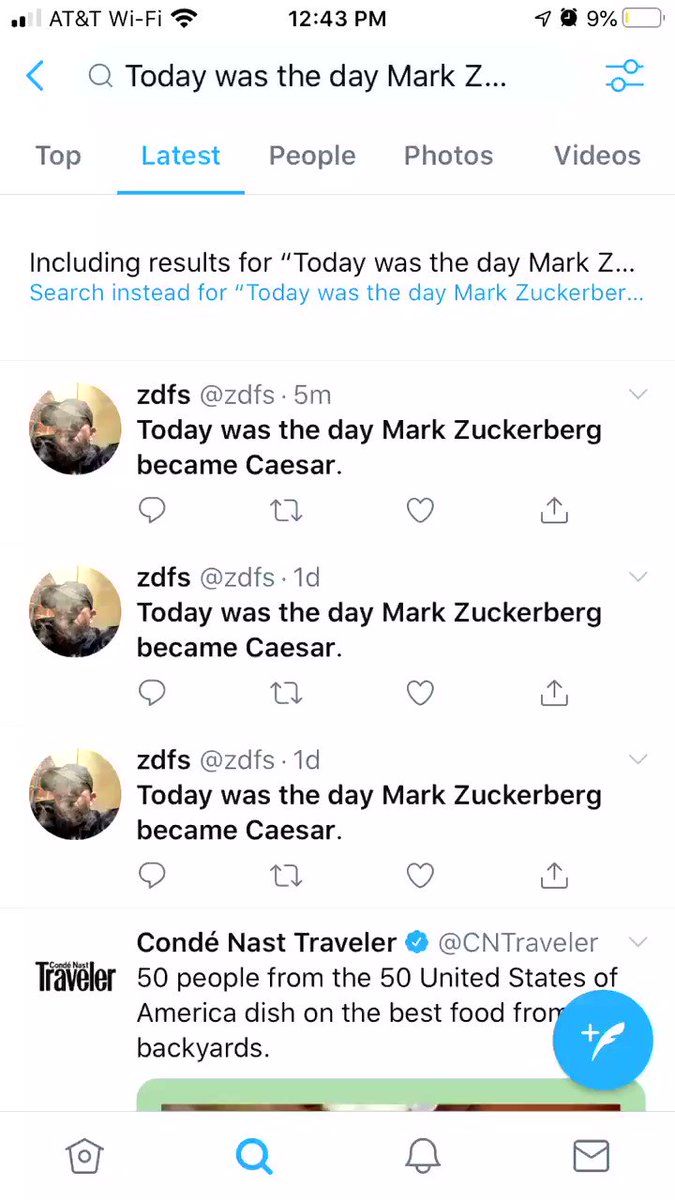 AT&T Wi-Fi 12:43 PM 9%
Today was the day Mark Z...
Top Latest People Photos Videos
Including results for “Today was the day Mark Z...
Search instead for “Today was the day Mark Zuckerber...
zdfs @zdfs · 5m
Today was the day Mark Zuckerberg
became Caesar.
zdfs @zdfs · 1d
Today was the day Mark Zuckerberg
became Caesar.
zdfs @zdfs · 1d
Today was the day Mark Zuckerberg
became Caesar.
Condé Nast Traveler @CNTraveler
Condé Nast
Traveler
50 people from the 50 United States of
America dish on the best food from
backyards.